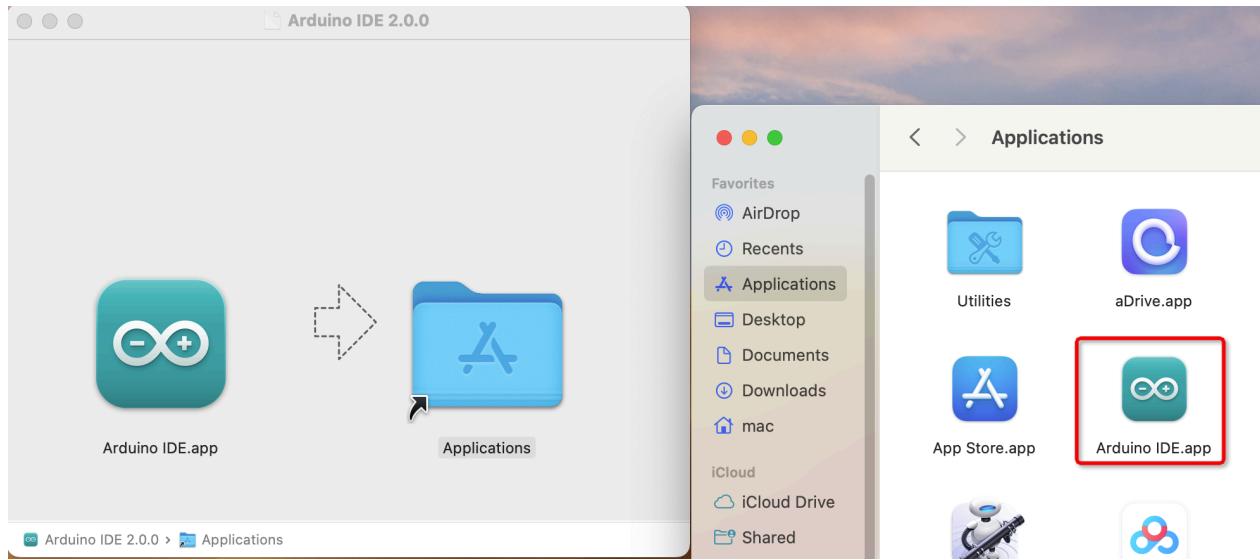 Arduino IDE 2.0.0
Arduino IDE.app
Applications
Arduino IDE 2.0.0 › Applications
Applications
Favorites
AirDrop
Recents
Applications
Desktop
Documents
Downloads
mac
iCloud
iCloud Drive
Shared
Utilities
aDrive.app
App Store.app
Arduino IDE.app